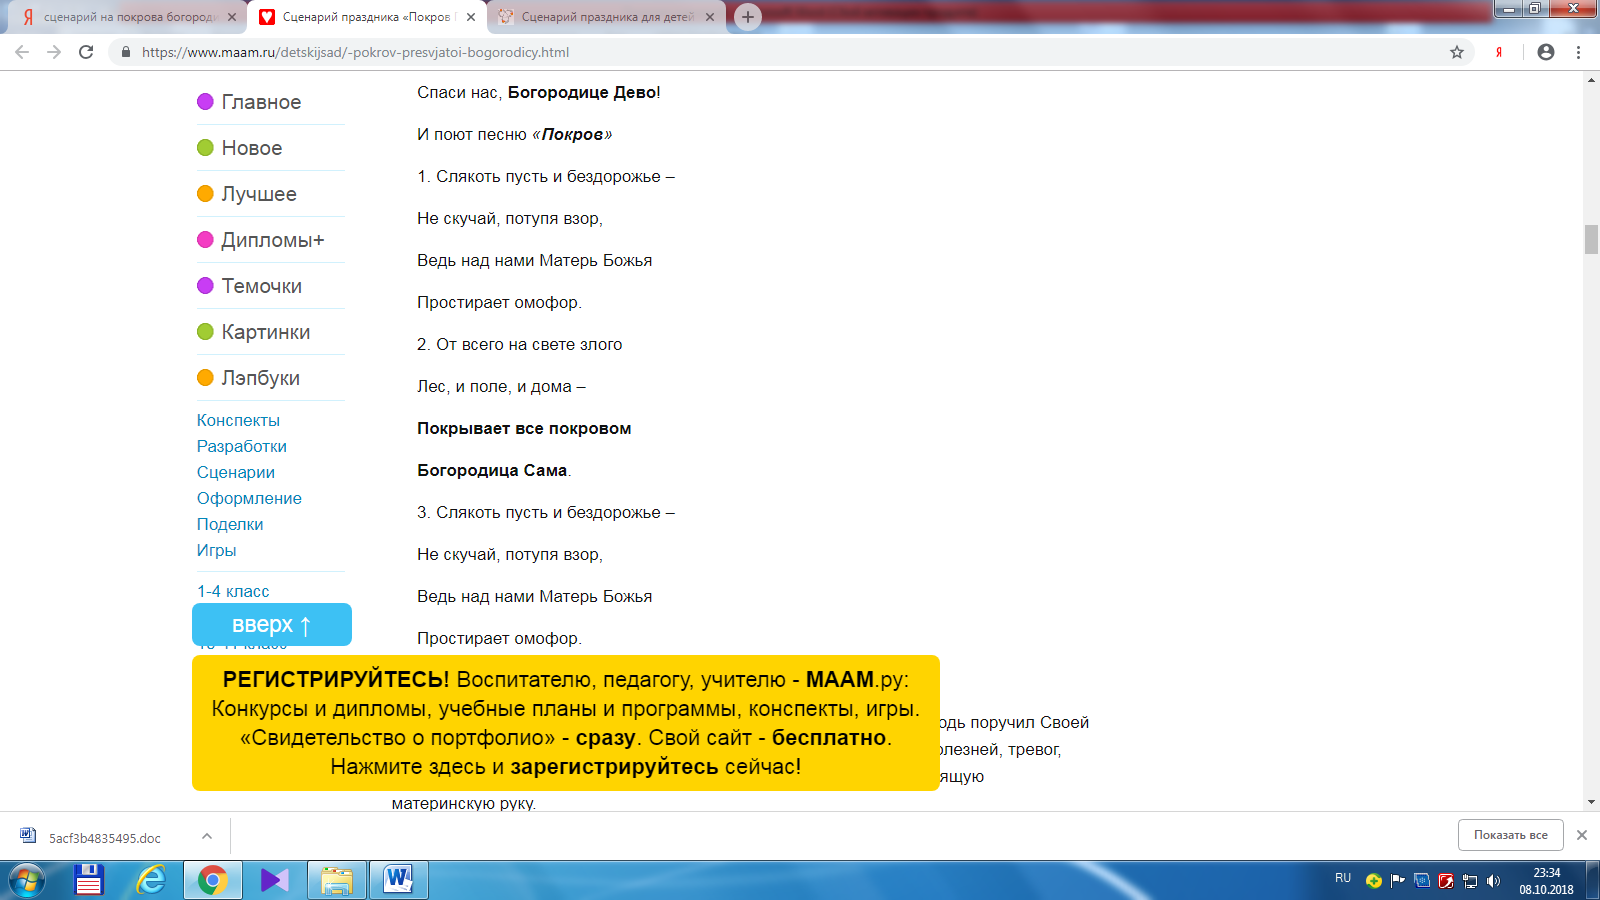 сценарий на покрова богороди
Сценарий праздника «Покров П
Сценарий праздника для детей
https://www.maam.ru/detskijsad/-pokrov-presvjatoi-bogorodicy.html
Главное
Новое
Лучшее
Дипломы+
Темочки
Картинки
Лэпбуки
Конспекты
Разработки
Сценарии
Оформление
Поделки
Игры
1-4 класс
вверх ↑
Спаси нас, Богородице Дево!
И поют песню «Покров»
1. Слякоть пусть и бездорожье –
Не скучай, потупя взор,
Ведь над нами Матерь Божья
Простирает омофор.
2. От всего на свете злого
Лес, и поле, и дома –
Покрывает все покровом
Богородица Сама.
3. Слякоть пусть и бездорожье –
Не скучай, потупя взор,
Ведь над нами Матерь Божья
Простирает омофор.
одь поручил Своей
олезней, тревог,
ящую
материнскую руку.
РЕГИСТРИРУЙТЕСЬ! Воспитателю, педагогу, учителю - МААМ.ру:
Конкурсы и дипломы, учебные планы и программы, конспекты, игры.
«Свидетельство о портфолио» - сразу. Свой сайт - бесплатно.
Нажмите здесь и зарегистрируйтесь сейчас!
5acf3b4835495.doc
Показать все
RU
23:34
08.10.2018